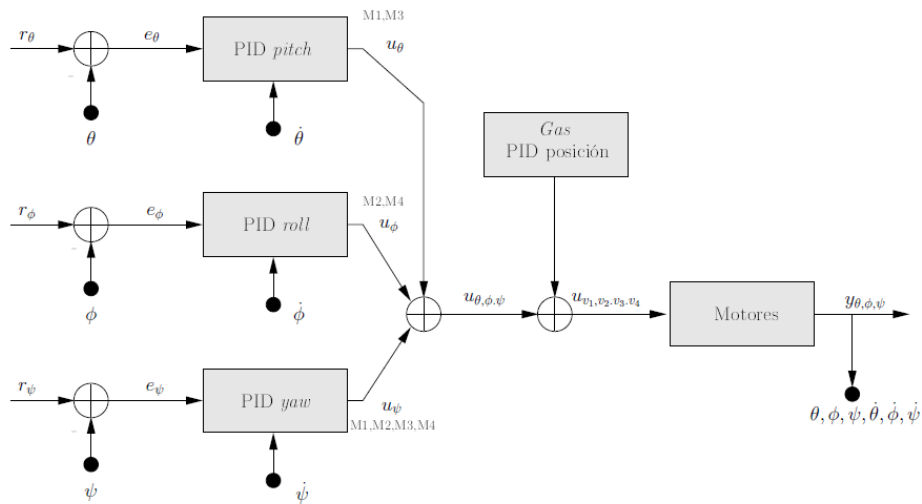 M1,M3
r_θ
e_θ
PID pitch
u_θ
θ
θ̇
Gas
PID posición
M2,M4
r_ϕ
e_ϕ
PID roll
u_ϕ
ϕ
ϕ̇
u_θ,ϕ.ψ
u_v₁,v₂.v₃.v₄
Motores
y_θ,ϕ,ψ
r_ψ
e_ψ
PID yaw
u_ψ
M1,M2,M3,M4
θ, ϕ, ψ, θ̇, ϕ̇, ψ̇
ψ
ψ̇